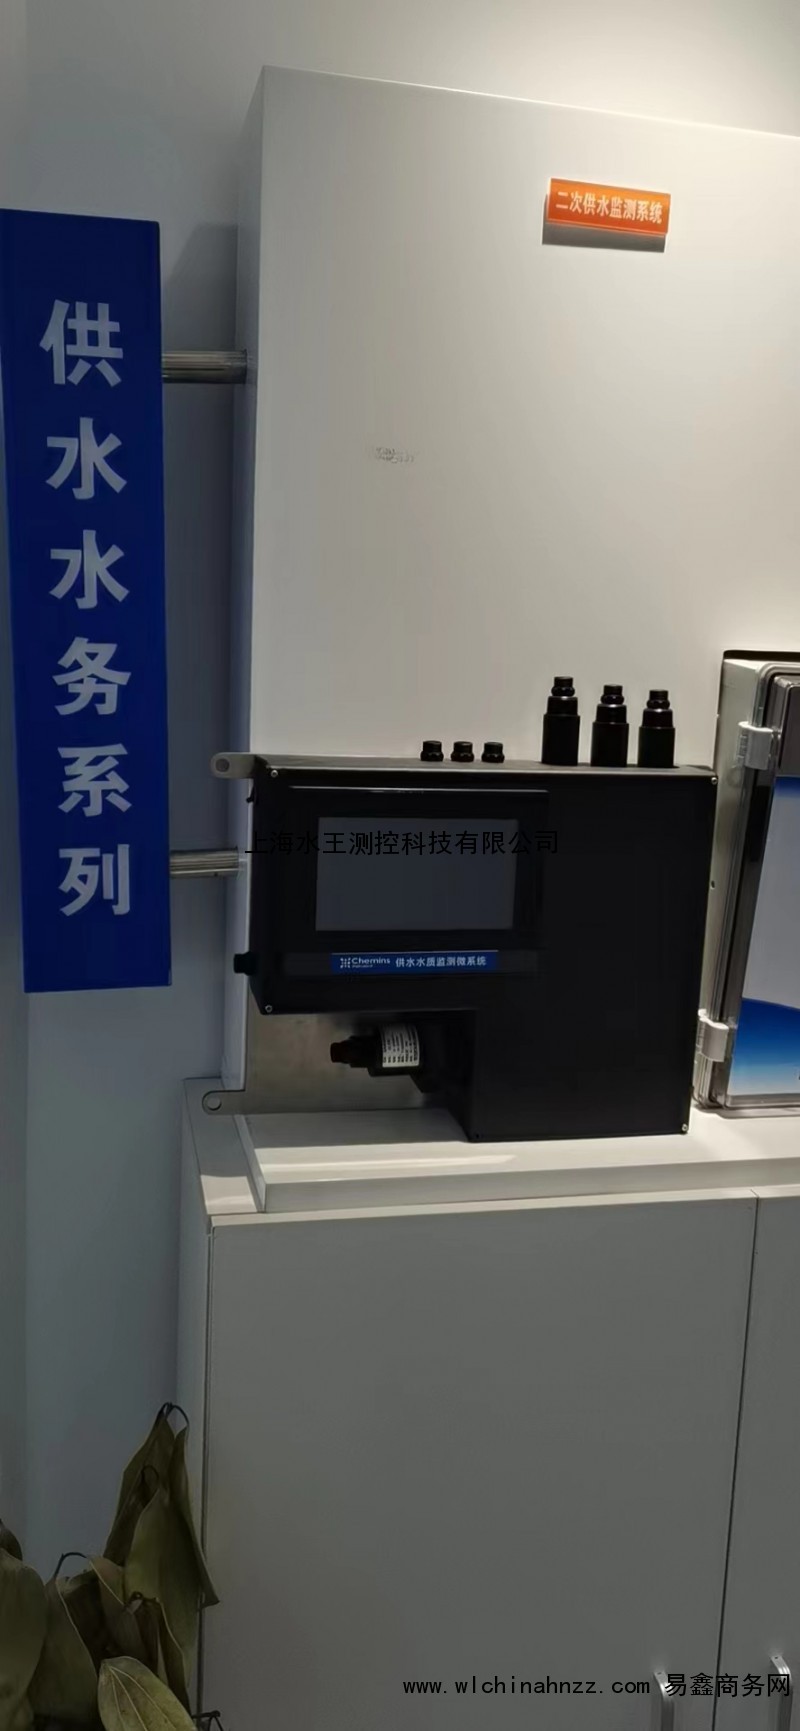 二次供水监测系统
供水水务系列
上海水王测控科技有限公司
Chemins 供水水质监测微系统
www.wlchinahnzz.com 易鑫商务网